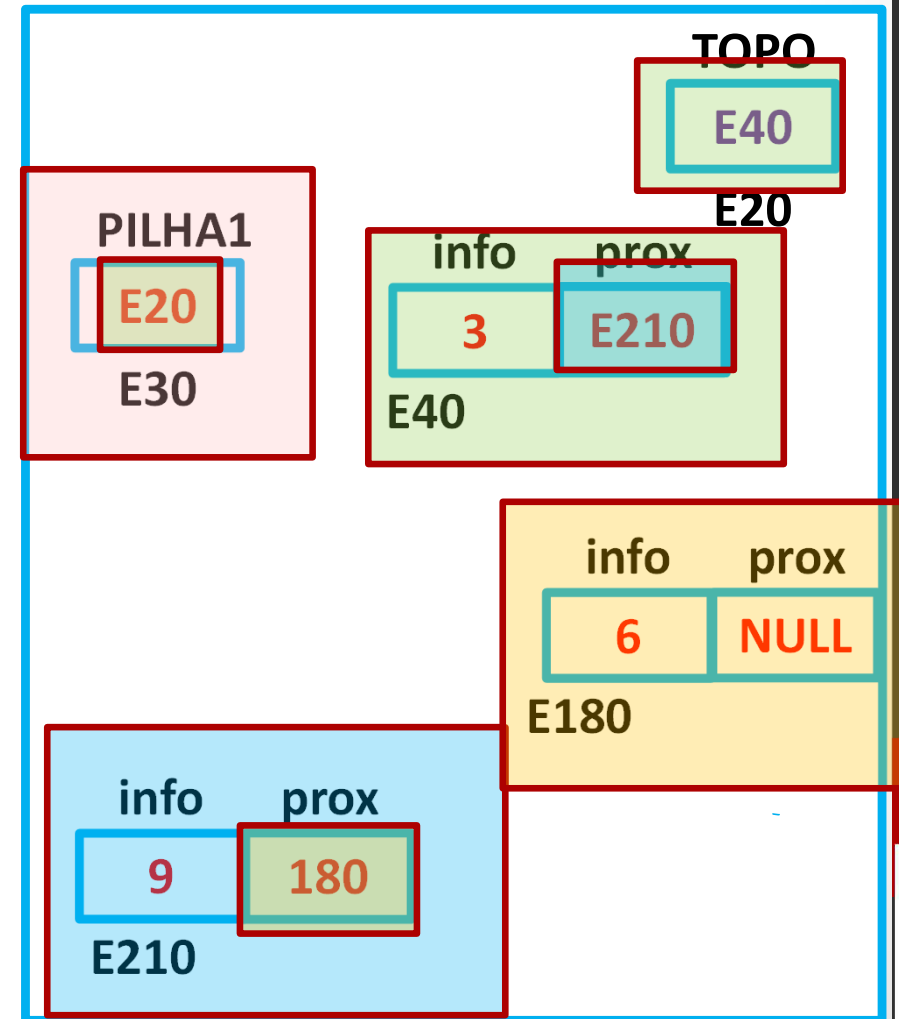 TOPO
E40
E20
PILHA1
E20
E30
info prox
3 E210
E40
info prox
6 NULL
E180
info prox
9 180
E210